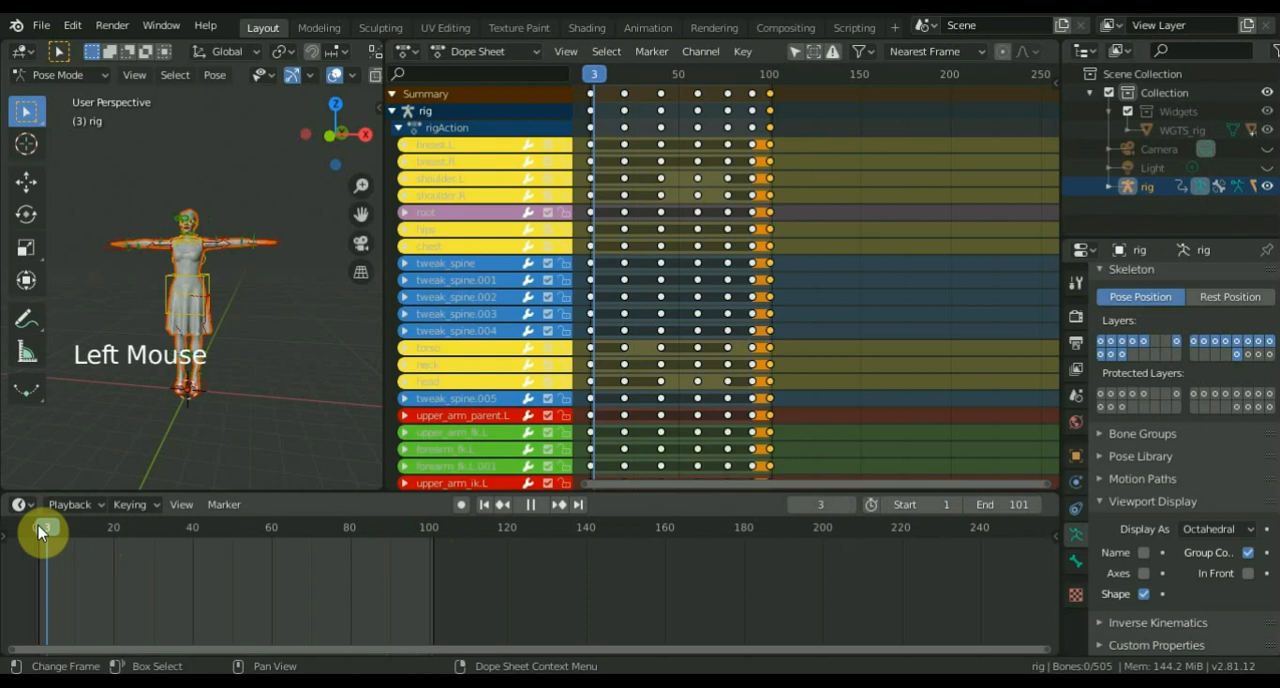 File Edit Render Window Help Layout Modeling Sculpting UV Editing Texture Paint Shading Animation Rendering Compositing Scripting + Scene View Layer
Global Dope Sheet View Select Marker Channel Key Nearest Frame
Pose Mode View Select Pose
3 50 100 150 200 250
User Perspective
(3) rig
Left Mouse
Summary
rig
rigAction
breast.L
breast.R
shoulder.L
shoulder.R
root
hips
chest
tweak_spine
tweak_spine.001
tweak_spine.002
tweak_spine.003
tweak_spine.004
torso
neck
head
tweak_spine.005
upper_arm_parent.L
upper_arm_fk.L
forearm_fk.L
forearm_fk.L.001
upper_arm_ik.L
Scene Collection
Collection
Widgets
WGTS_rig
Camera
Light
rig
rig rig
Skeleton
Pose Position Rest Position
Layers:
Protected Layers:
Bone Groups
Pose Library
Motion Paths
Viewport Display
Display As Octahedral
Name Group Co..
Axes In Front
Shape
Inverse Kinematics
Custom Properties
Playback Keying View Marker 3 Start 1 End 101
3 20 40 60 80 100 120 140 160 180 200 220 240
Change Frame Box Select Pan View Dope Sheet Context Menu rig | Bones:0/505 | Mem: 144.2 MiB | v2.81.12